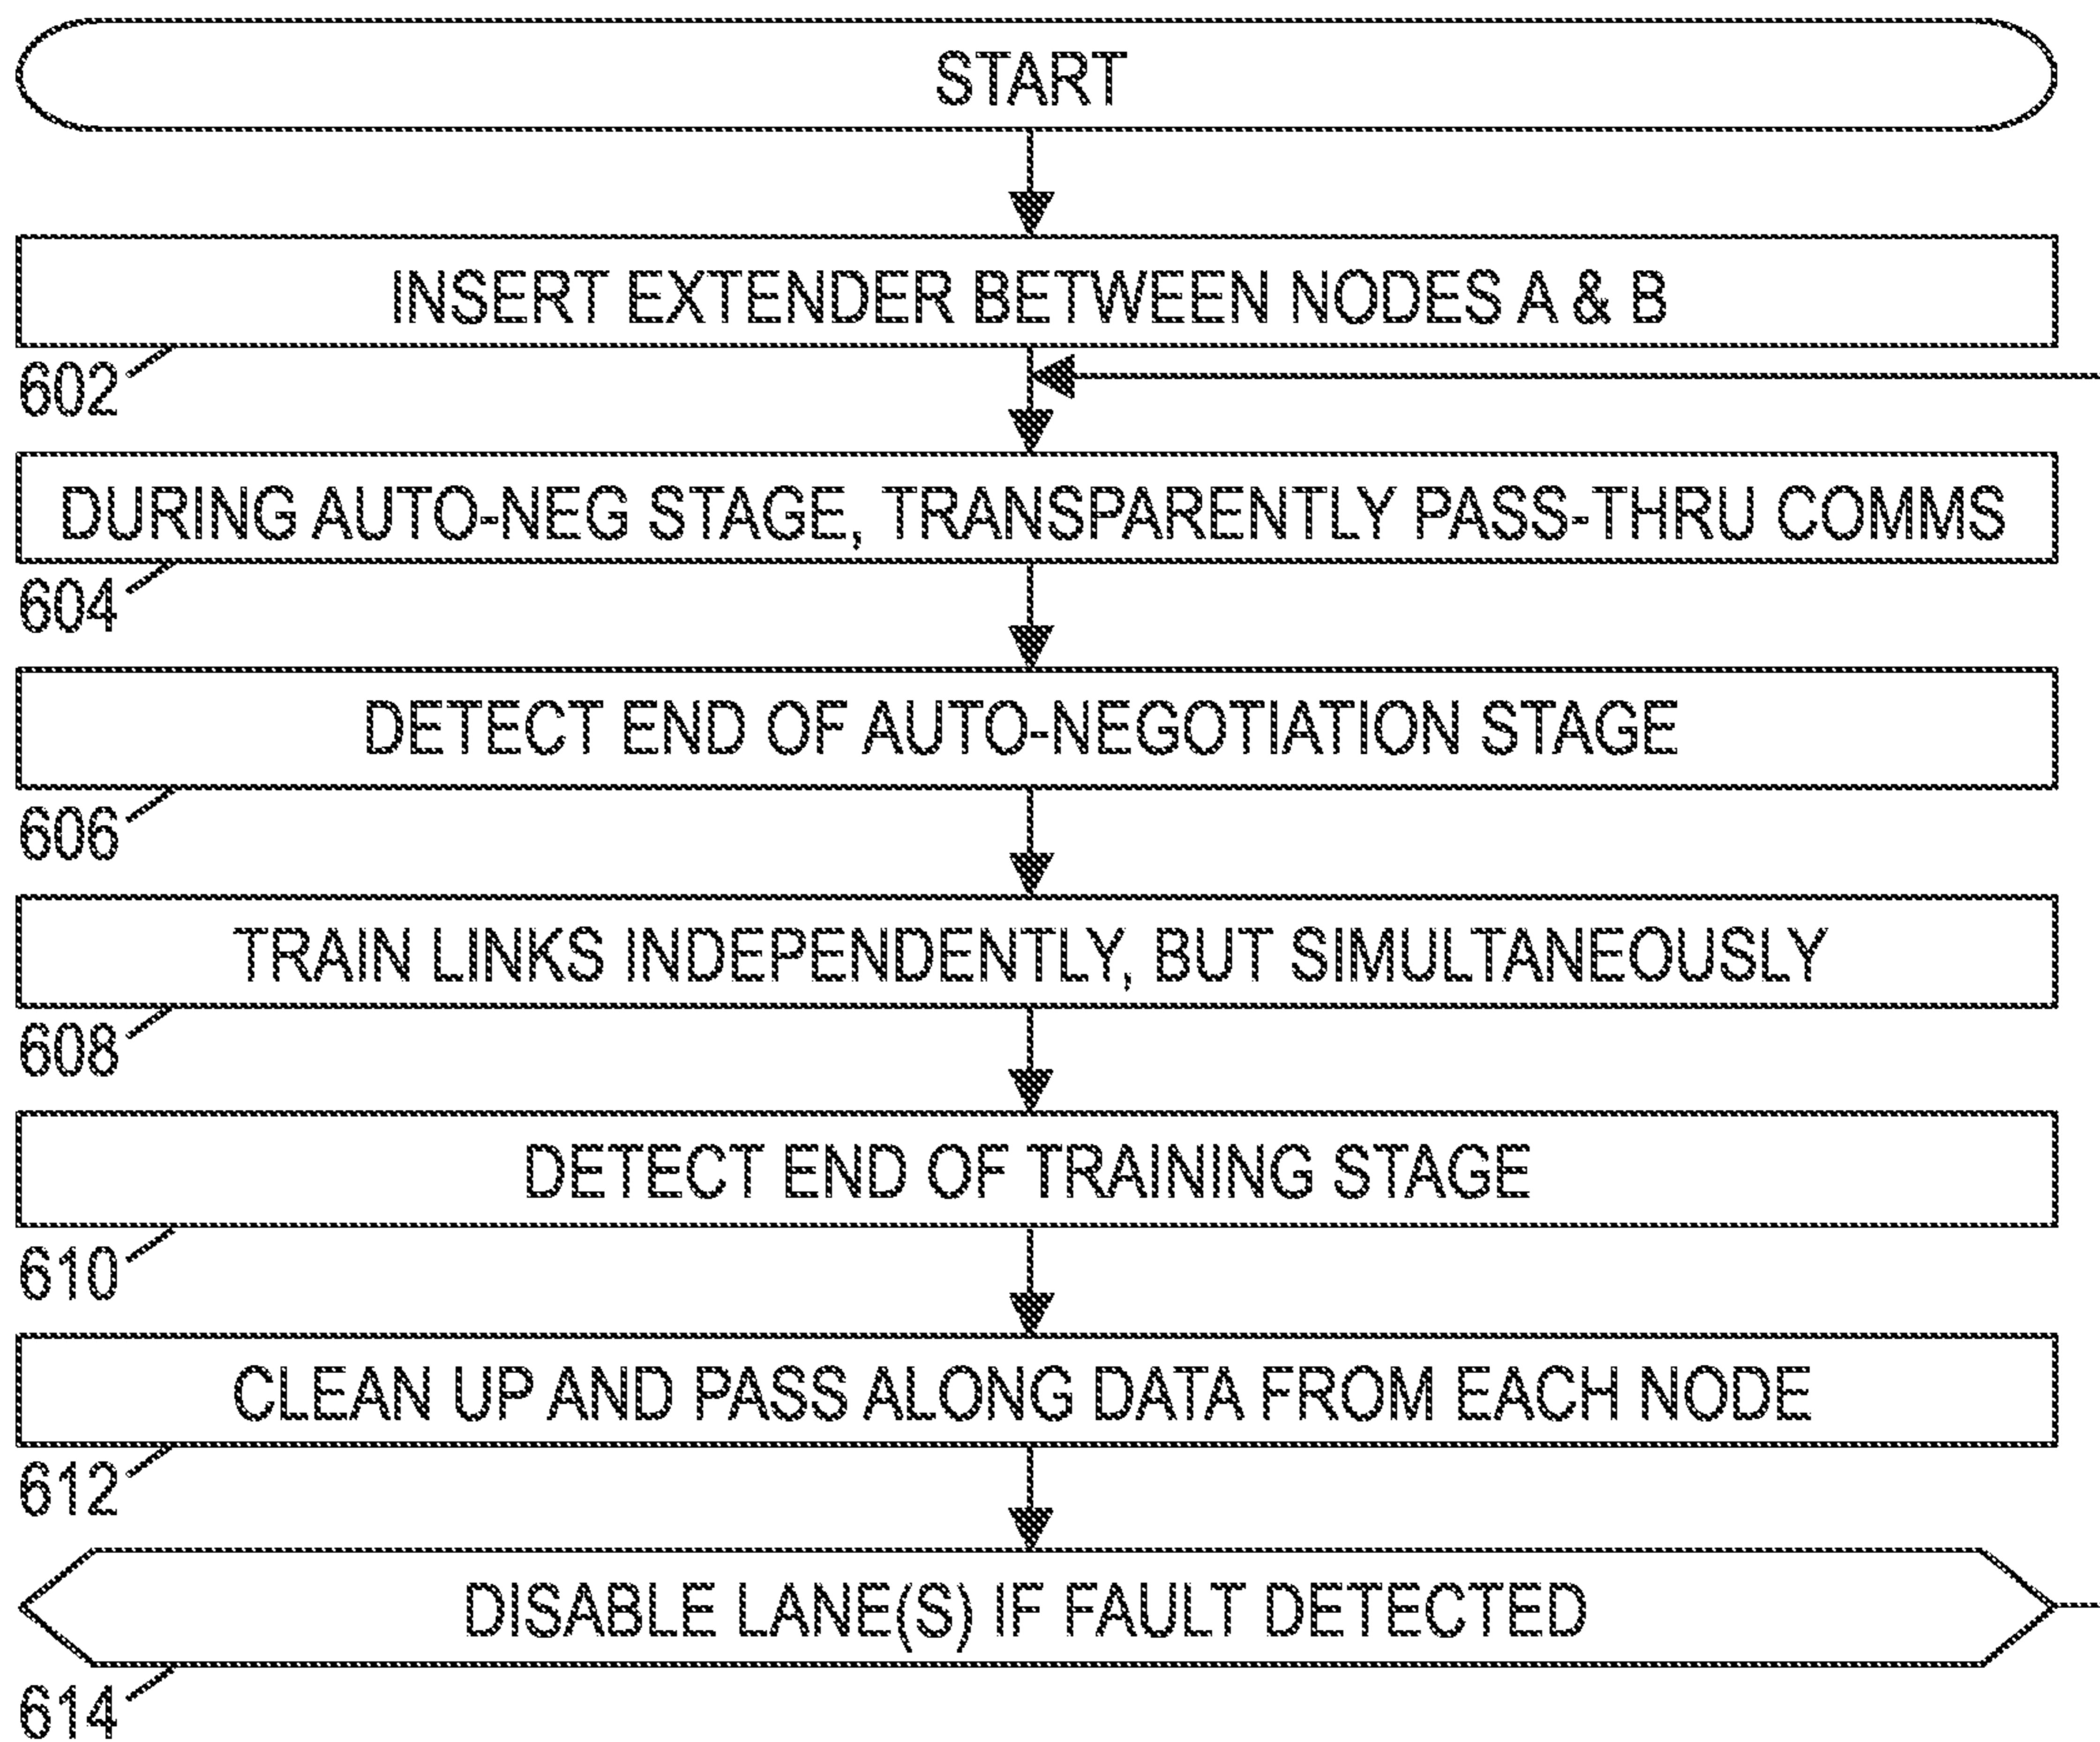 START
INSERT EXTENDER BETWEEN NODES A & B
602
DURING AUTO-NEG STAGE, TRANSPARENTLY PASS-THRU COMMS
604
DETECT END OF AUTO-NEGOTIATION STAGE
606
TRAIN LINKS INDEPENDENTLY, BUT SIMULTANEOUSLY
608
DETECT END OF TRAINING STAGE
610
CLEAN UP AND PASS ALONG DATA FROM EACH NODE
612
DISABLE LANE(S) IF FAULT DETECTED
614